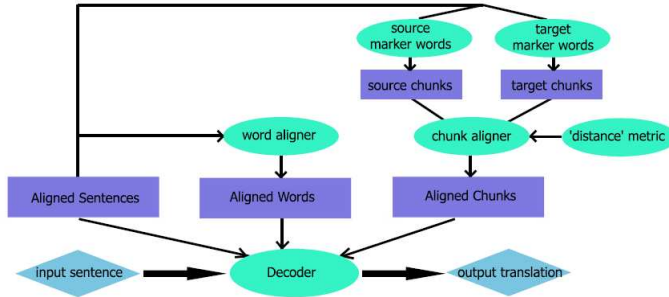 source
marker words
target
marker words
source chunks
target chunks
word aligner
chunk aligner
'distance' metric
Aligned Sentences
Aligned Words
Aligned Chunks
input sentence
Decoder
output translation